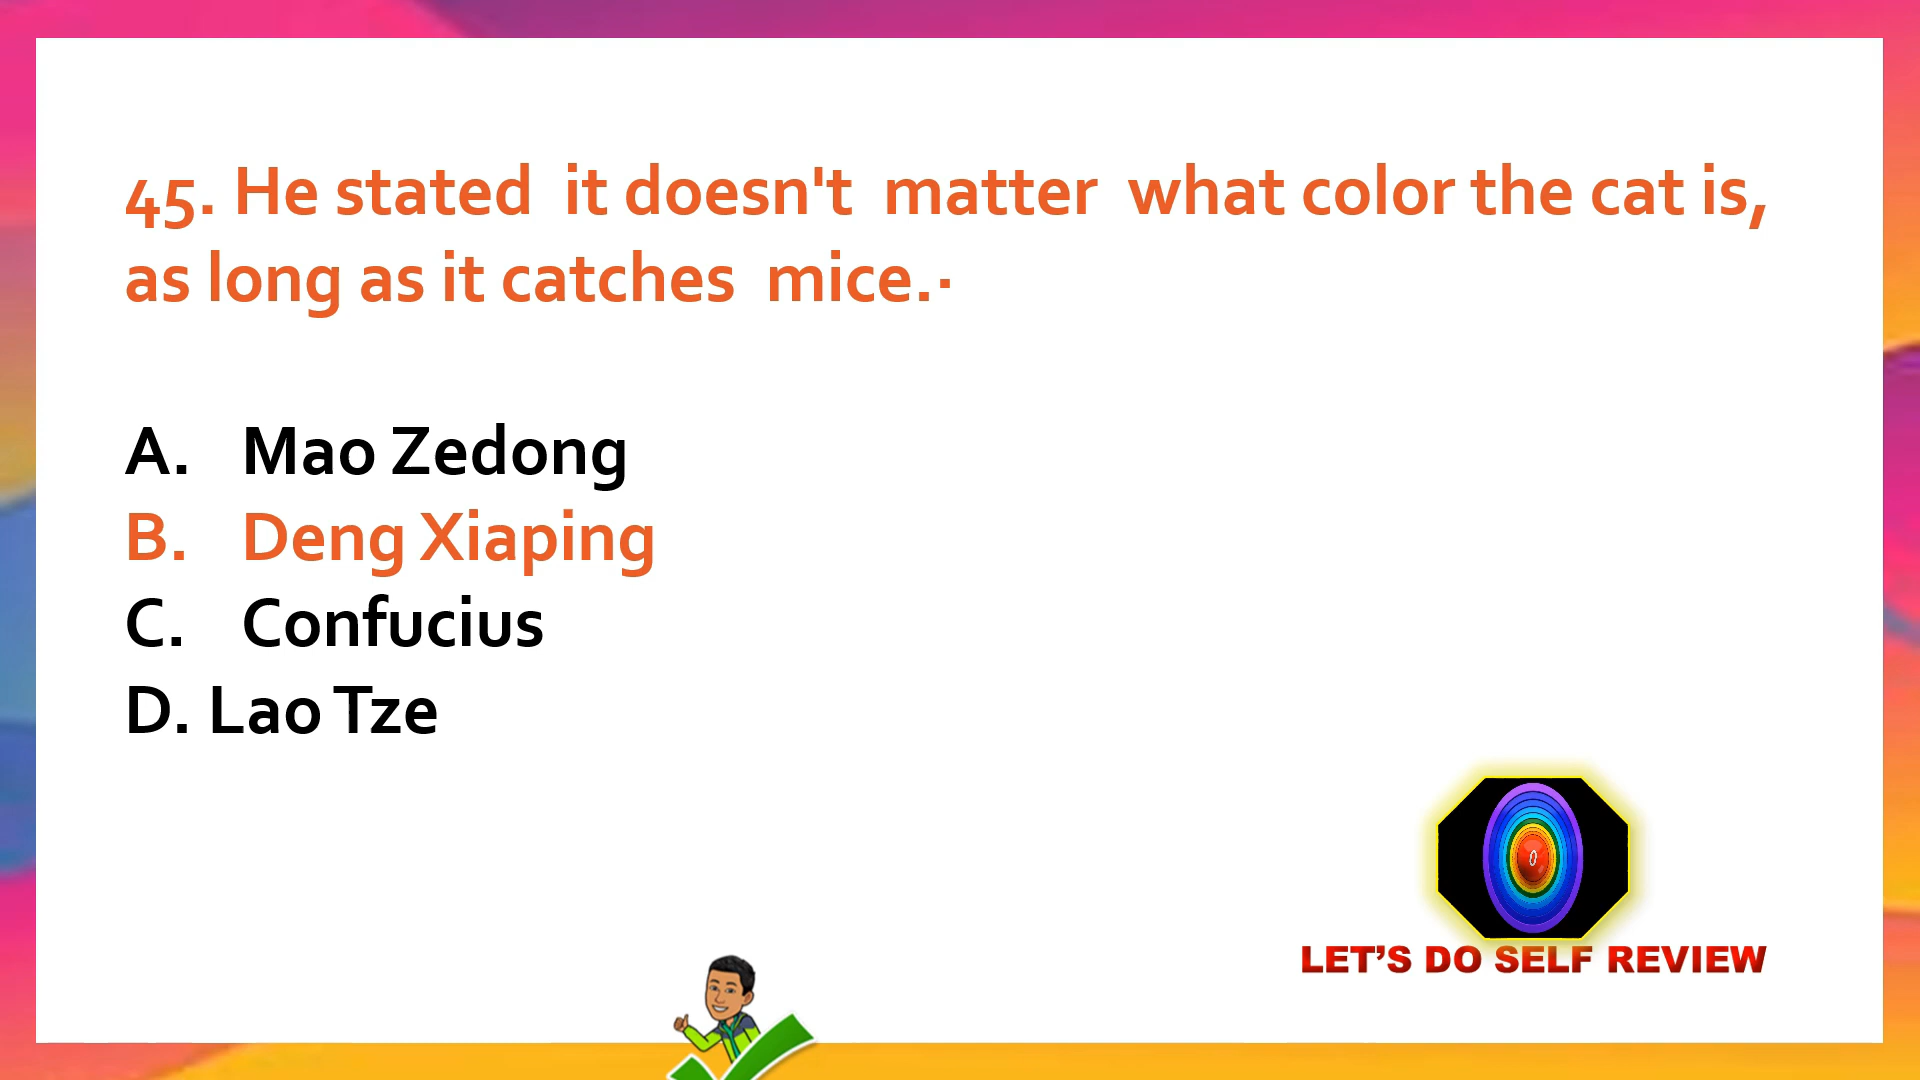 45. He stated it doesn't matter what color the cat is,
as long as it catches mice.·
A. Mao Zedong
B. Deng Xiaping
C. Confucius
D. Lao Tze
0
LET'S DO SELF REVIEW